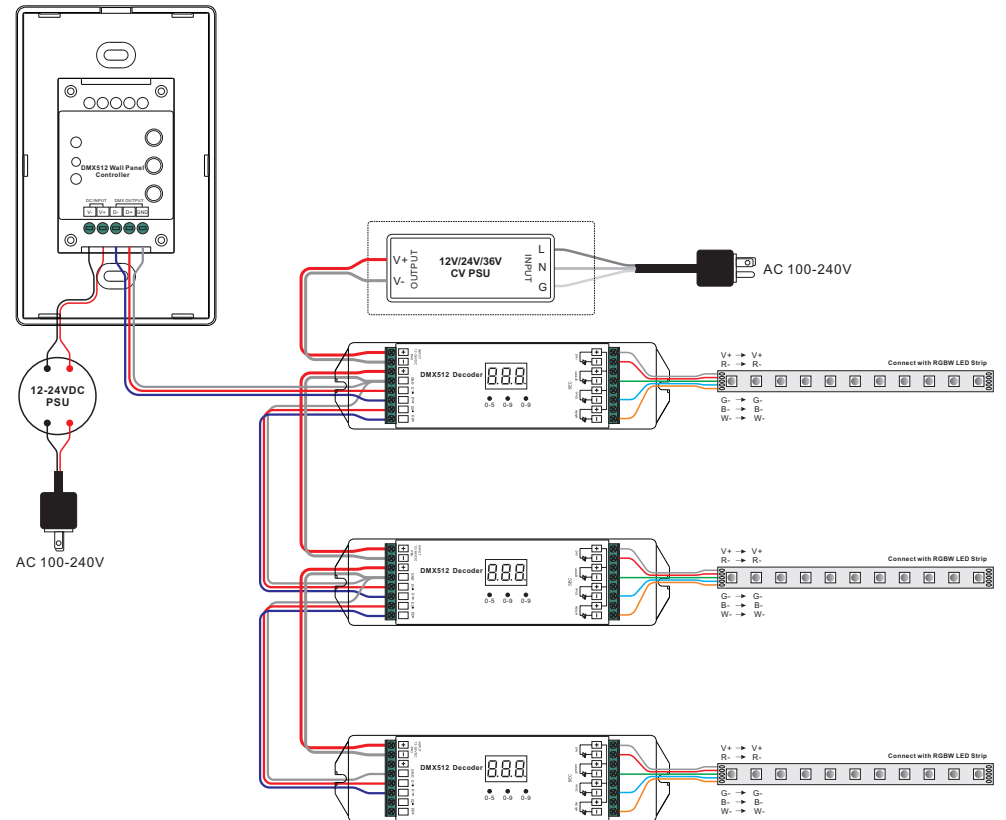 DMX512 Wall Panel
Controller
DC INPUT DMX OUTPUT
V- V+ D- D+ GND
12-24VDC
PSU
AC 100-240V
V+
V-
OUTPUT
12V/24V/36V
CV PSU
INPUT
L
N
G
AC 100-240V
DMX512 Decoder
0-5 0-9 0-9
V+ → V+
R- → R-
G- → G-
B- → B-
W- → W-
Connect with RGBW LED Strip
DMX512 Decoder
0-5 0-9 0-9
V+ → V+
R- → R-
G- → G-
B- → B-
W- → W-
Connect with RGBW LED Strip
DMX512 Decoder
0-5 0-9 0-9
V+ → V+
R- → R-
G- → G-
B- → B-
W- → W-
Connect with RGBW LED Strip